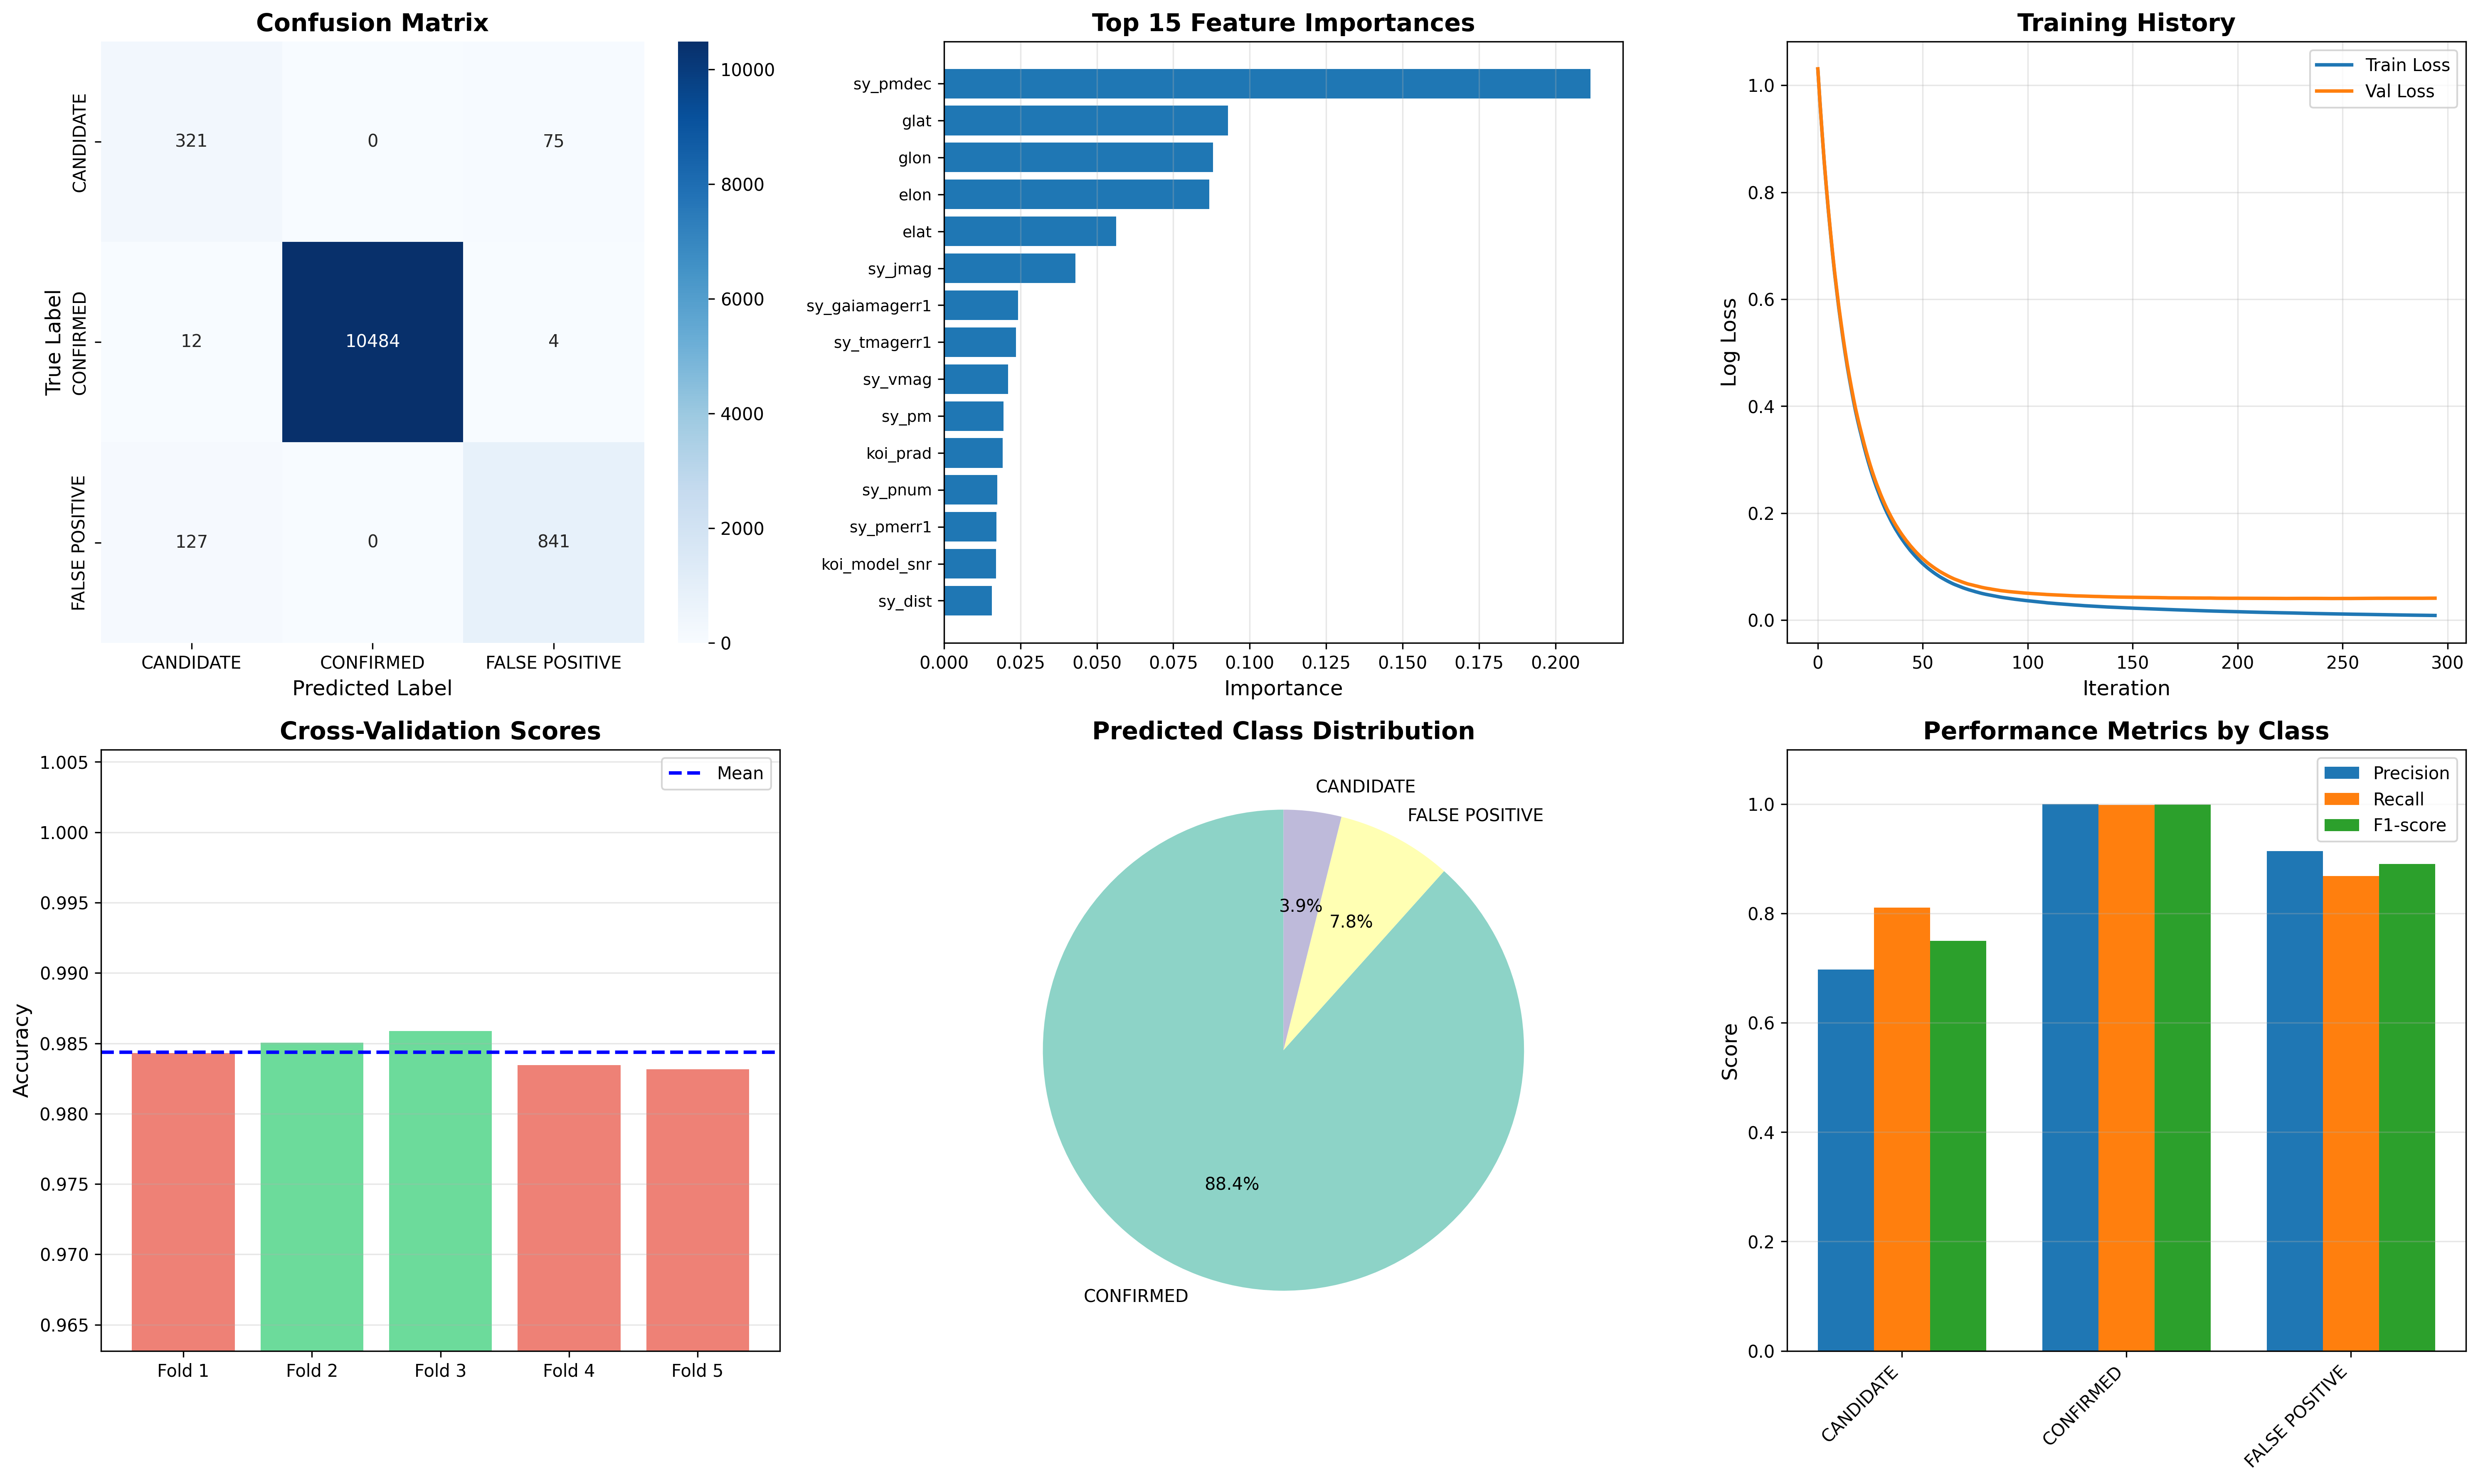 Confusion Matrix
True Label
CANDIDATE
CONFIRMED
FALSE POSITIVE
321 0 75
12 10484 4
127 0 841
CANDIDATE CONFIRMED FALSE POSITIVE
Predicted Label
10000
8000
6000
4000
2000
0
Top 15 Feature Importances
sy_pmdec
glat
glon
elon
elat
sy_jmag
sy_gaiamagerr1
sy_tmagerr1
sy_vmag
sy_pm
koi_prad
sy_pnum
sy_pmerr1
koi_model_snr
sy_dist
0.000 0.025 0.050 0.075 0.100 0.125 0.150 0.175 0.200
Importance
Training History
Train Loss
Val Loss
Log Loss
1.0
0.8
0.6
0.4
0.2
0.0
0 50 100 150 200 250 300
Iteration
Cross-Validation Scores
Mean
Accuracy
1.005
1.000
0.995
0.990
0.985
0.980
0.975
0.970
0.965
Fold 1 Fold 2 Fold 3 Fold 4 Fold 5
Predicted Class Distribution
CANDIDATE
FALSE POSITIVE
3.9%
7.8%
88.4%
CONFIRMED
Performance Metrics by Class
Precision
Recall
F1-score
Score
1.0
0.8
0.6
0.4
0.2
0.0
CANDIDATE
CONFIRMED
FALSE POSITIVE